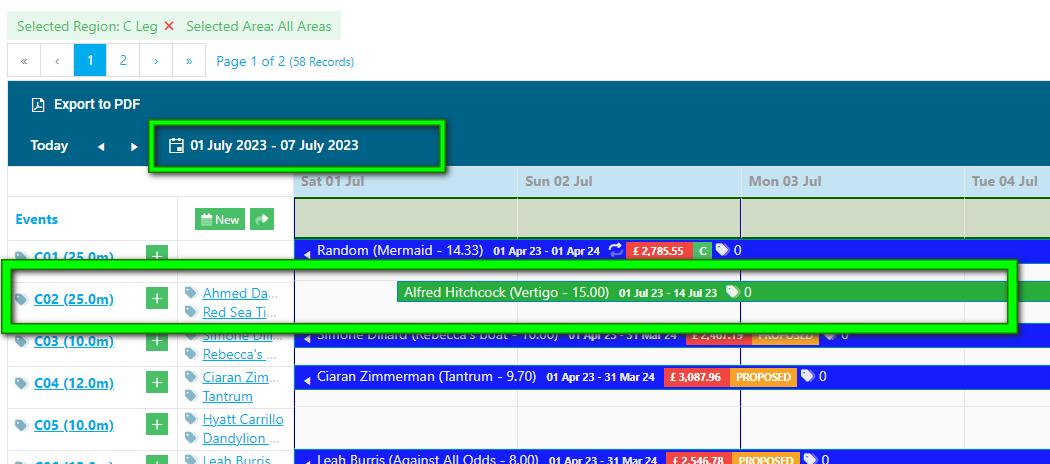 Selected Region: C Leg ✕ Selected Area: All Areas
« ‹ 1 2 › » Page 1 of 2 (58 Records)
Export to PDF
Today ◀ ▶ 01 July 2023 - 07 July 2023
Sat 01 Jul Sun 02 Jul Mon 03 Jul Tue 04 Jul
Events New
C01 (25.0m) + Random (Mermaid - 14.33) 01 Apr 23 - 01 Apr 24 £ 2,785.55 C 0
C02 (25.0m) + Ahmed Da... Alfred Hitchcock (Vertigo - 15.00) 01 Jul 23 - 14 Jul 23 0
Red Sea Ti...
C03 (10.0m) + Simone Dill... Simone Dillard (Rebecca's boat - 10.00) 01 Apr 23 - 31 Mar 24 £ 2,467.19 PROPOSED 0
Rebecca's ...
C04 (12.0m) + Ciaran Zim... Ciaran Zimmerman (Tantrum - 9.70) 01 Apr 23 - 31 Mar 24 £ 3,087.96 PROPOSED 0
Tantrum
C05 (10.0m) + Hyatt Carrillo
Dandylion ...
Leah Burris Leah Burris (Against All Odds - 8.00) 01 Apr 23 - 31 Mar 24 £ 2,546.78 PROPOSED 0